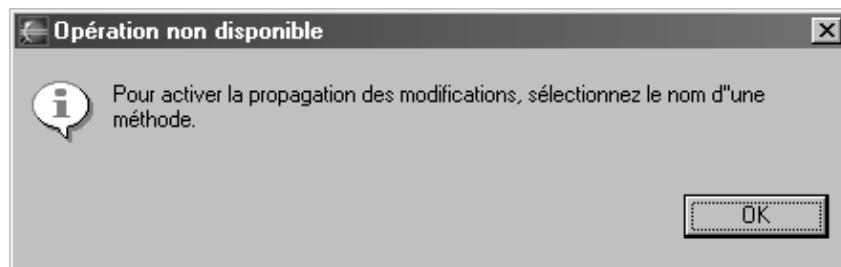 Opération non disponible
Pour activer la propagation des modifications, sélectionnez le nom d"une
méthode.
OK